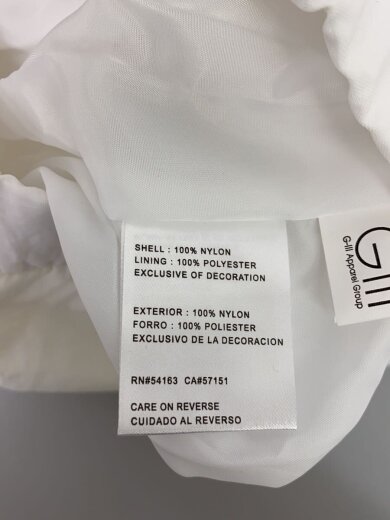 SHELL : 100% NYLON
LINING : 100% POLYESTER
EXCLUSIVE OF DECORATION
EXTERIOR : 100% NYLON
FORRO : 100% POLIESTER
EXCLUSIVO DE LA DECORACION
RN#54163 CA#57151
CARE ON REVERSE
CUIDADO AL REVERSO
GIII
G-III Apparel Group